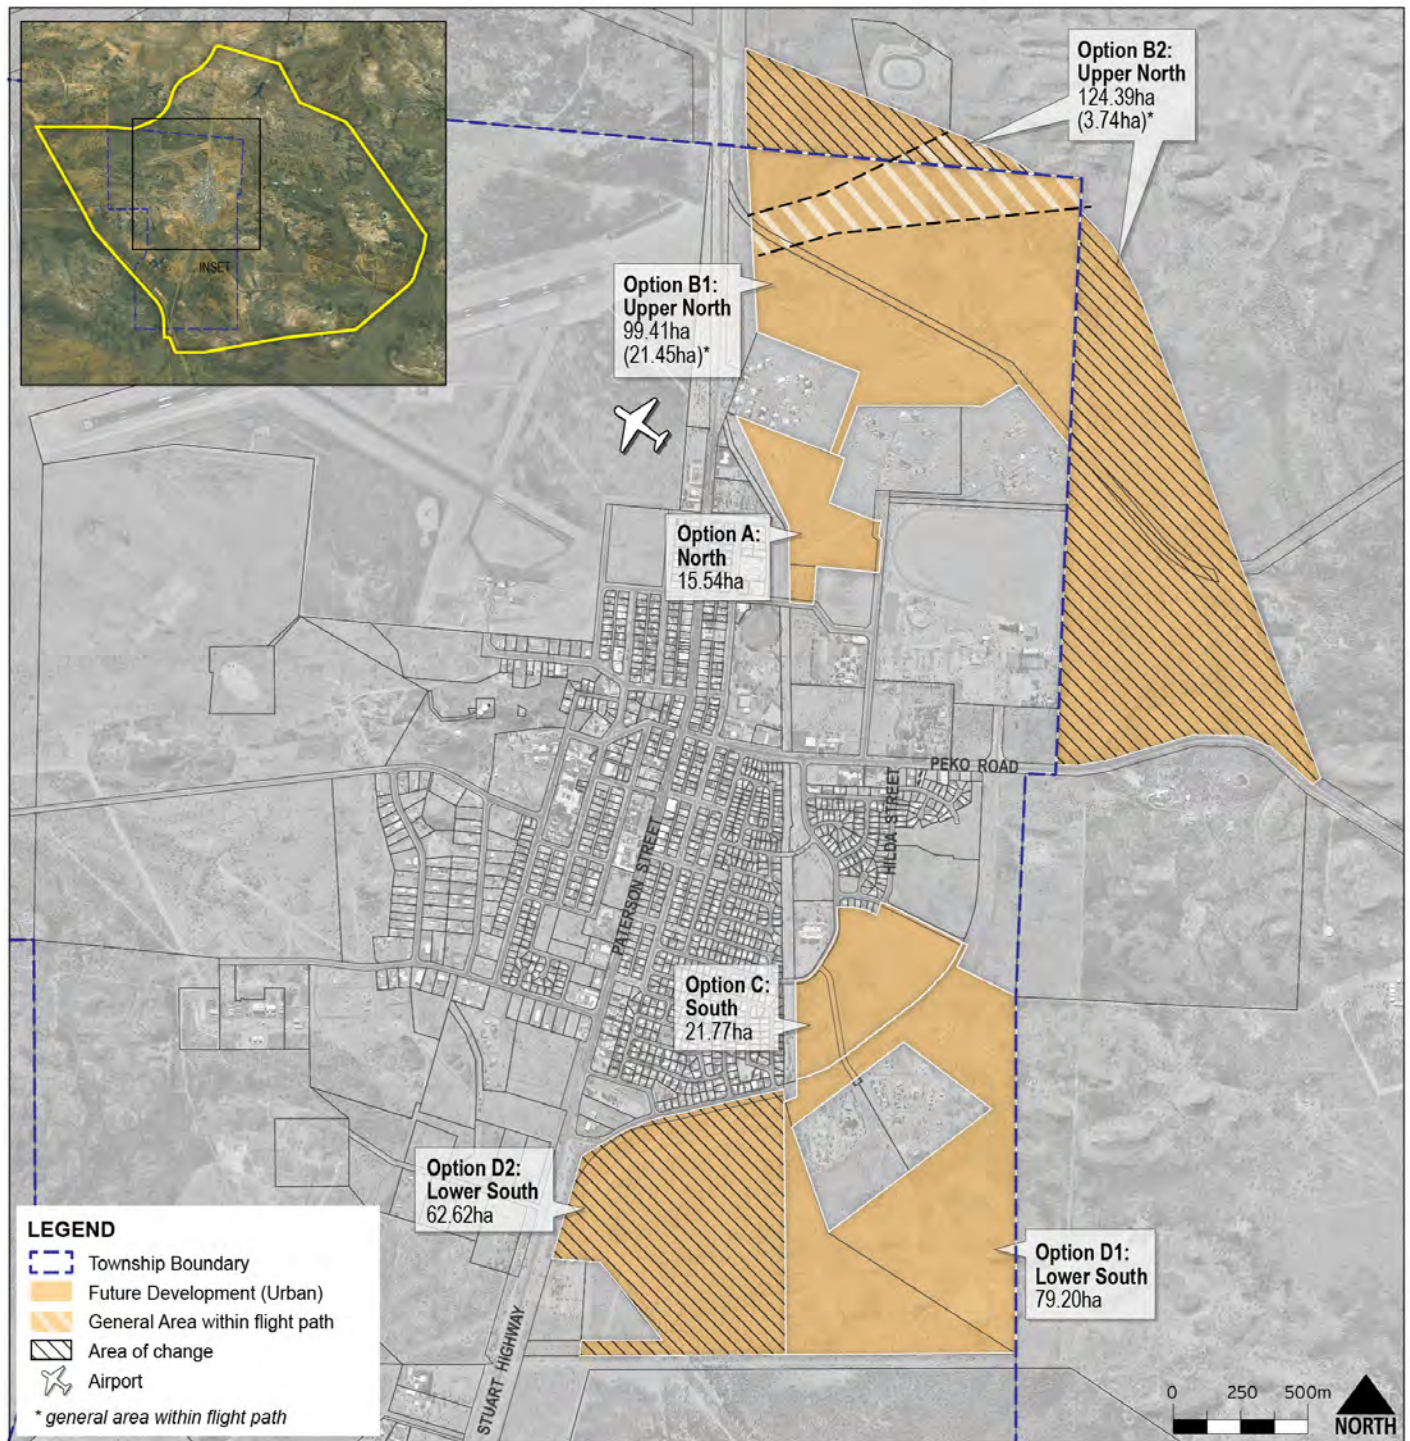 INSET
Option B2:
Upper North
124.39ha
(3.74ha)*
Option B1:
Upper North
99.41ha
(21.45ha)*
Option A:
North
15.54ha
PEKO ROAD
HILDA STREET
PATERSON STREET
Option C:
South
21.77ha
Option D2:
Lower South
62.62ha
Option D1:
Lower South
79.20ha
STUART HIGHWAY
LEGEND
Township Boundary
Future Development (Urban)
General Area within flight path
Area of change
Airport
* general area within flight path
0 250 500m
NORTH